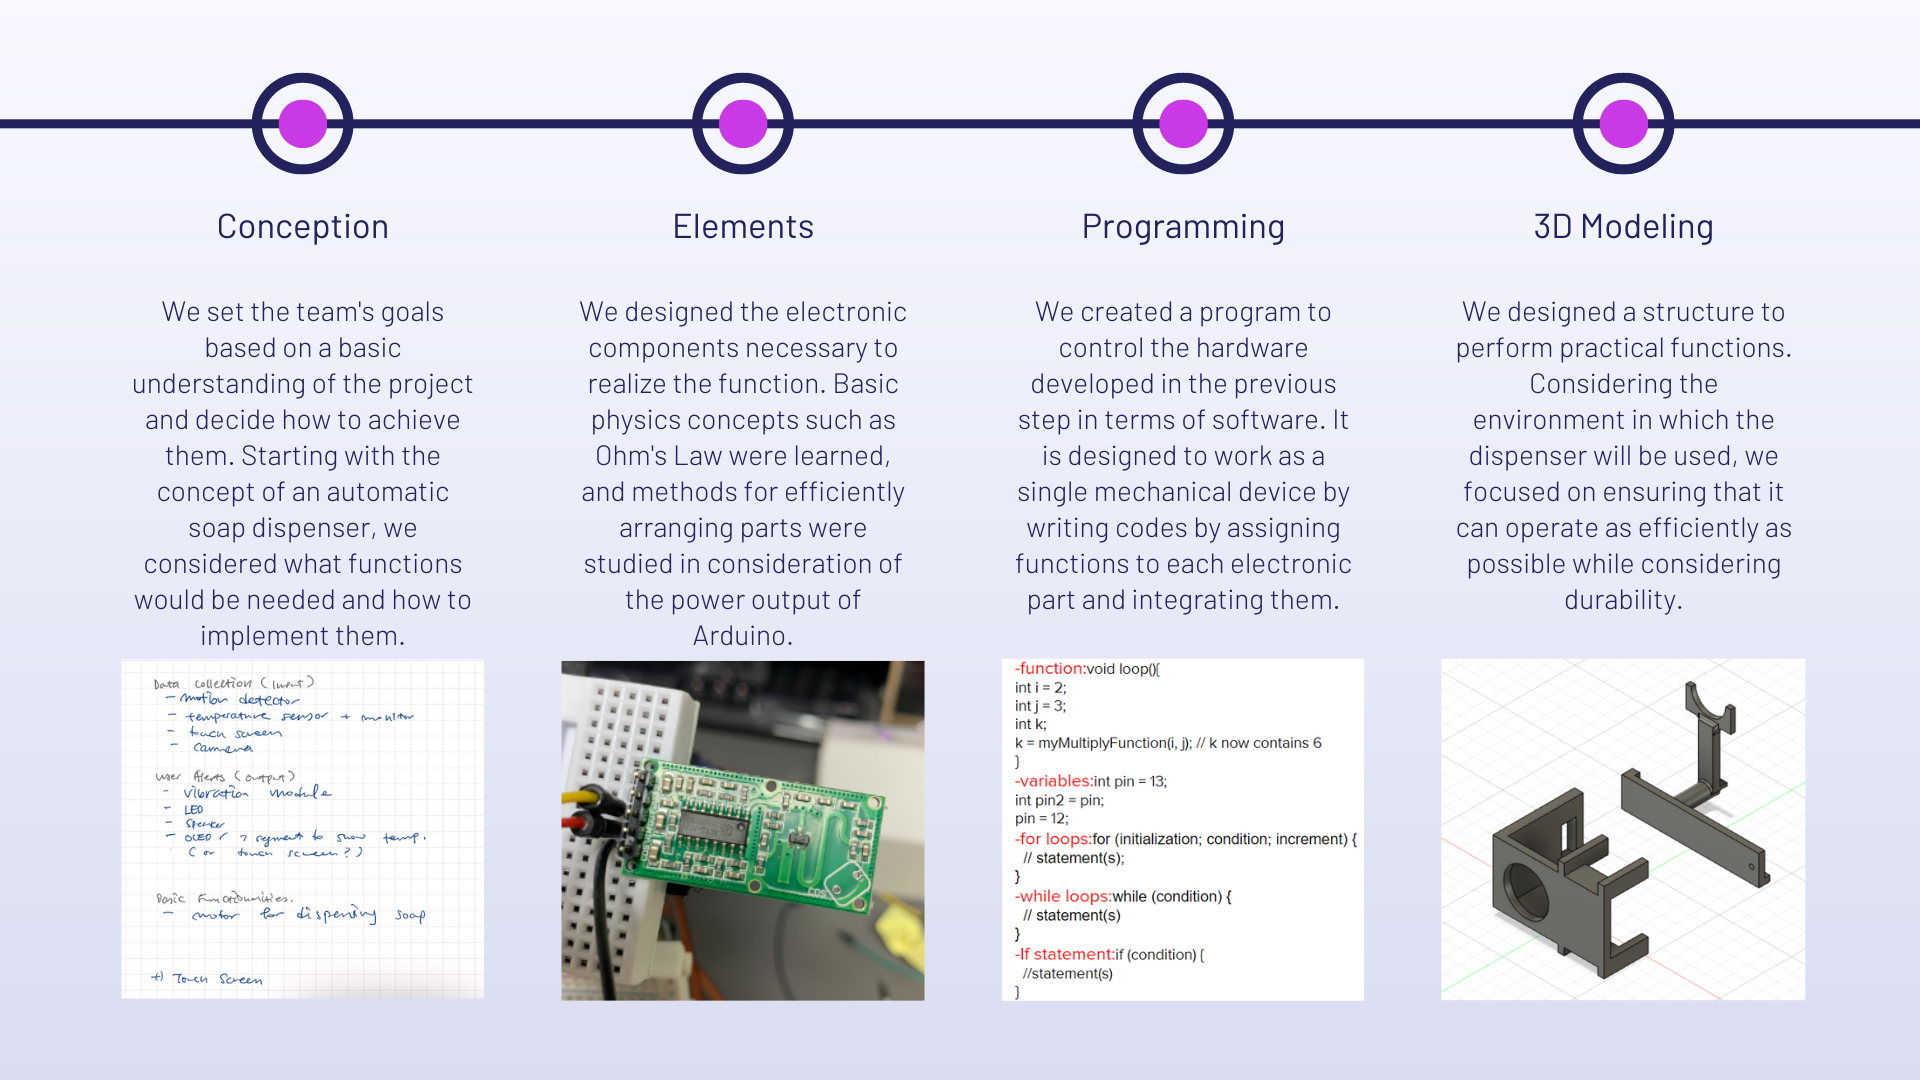 Conception
We set the team's goals
based on a basic
understanding of the project
and decide how to achieve
them. Starting with the
concept of an automatic
soap dispenser, we
considered what functions
would be needed and how to
implement them.
Data Collection (Input)
- motion detector
- temperature sensor + monitor
- touch screen
- camera
User Alerts (output)
- vibration module
- LED
- Speaker
- OLED / 7 segment to show temp.
(or touch screen?)
Basic Functionalities.
- motor for dispensing soap
+) Touch Screen
Elements
We designed the electronic
components necessary to
realize the function. Basic
physics concepts such as
Ohm's Law were learned,
and methods for efficiently
arranging parts were
studied in consideration of
the power output of
Arduino.
CDS
Programming
We created a program to
control the hardware
developed in the previous
step in terms of software. It
is designed to work as a
single mechanical device by
writing codes by assigning
functions to each electronic
part and integrating them.
-function:void loop(){
int i = 2;
int j = 3;
int k;
k = myMultiplyFunction(i, j); // k now contains 6
}
-variables:int pin = 13;
int pin2 = pin;
pin = 12;
-for loops:for (initialization; condition; increment) {
// statement(s);
}
-while loops:while (condition) {
// statement(s)
}
-If statement:if (condition) {
//statement(s)
}
3D Modeling
We designed a structure to
perform practical functions.
Considering the
environment in which the
dispenser will be used, we
focused on ensuring that it
can operate as efficiently as
possible while considering
durability.